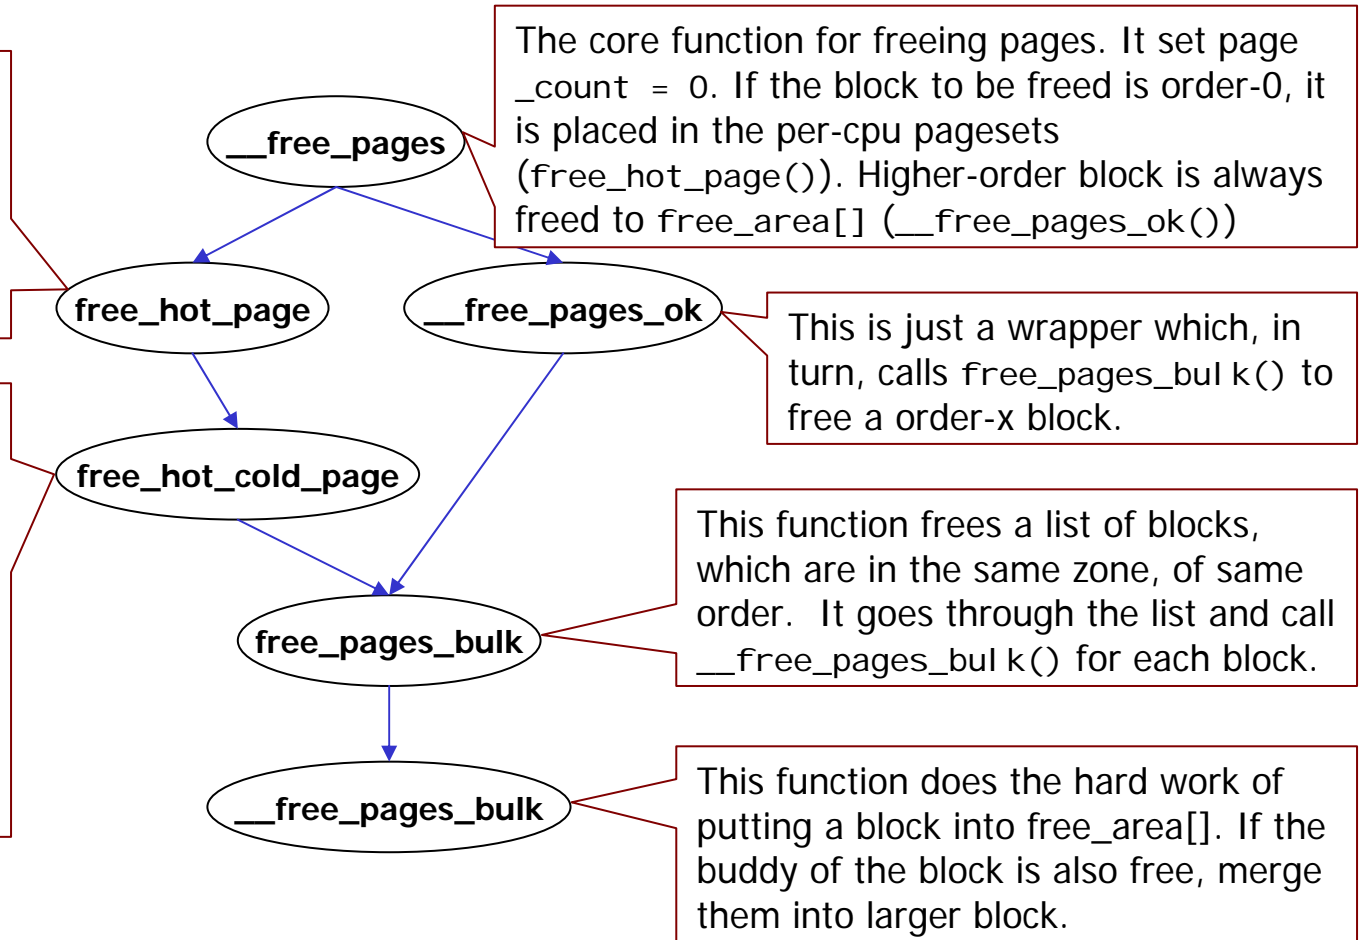 The core function for freeing pages. It set page
_count = 0. If the block to be freed is order-0, it
is placed in the per-cpu pagesets
(free_hot_page()). Higher-order block is always
freed to free_area[] (__free_pages_ok())
__free_pages
free_hot_page
__free_pages_ok
This is just a wrapper which, in
turn, calls free_pages_bulk() to
free a order-x block.
free_hot_cold_page
This function frees a list of blocks,
which are in the same zone, of same
order. It goes through the list and call
__free_pages_bulk() for each block.
free_pages_bulk
This function does the hard work of
putting a block into free_area[]. If the
buddy of the block is also free, merge
them into larger block.
__free_pages_bulk